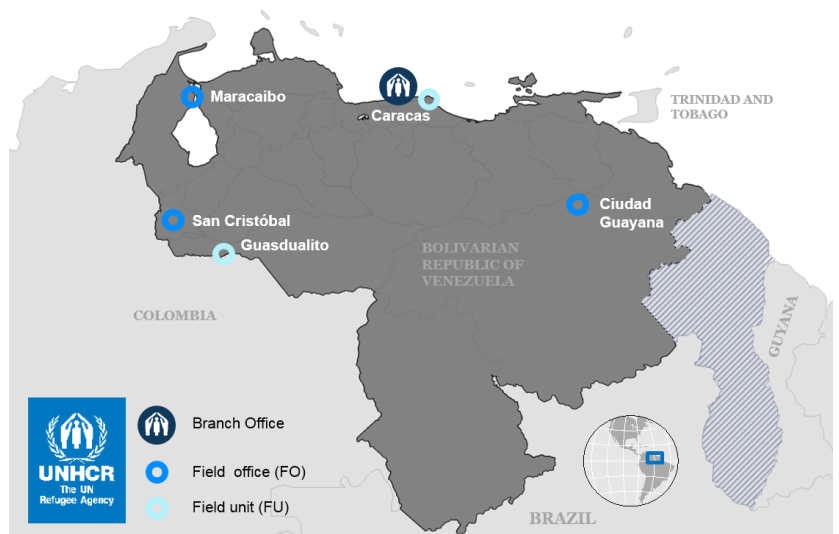 Maracaibo
TRINIDAD AND
TOBAGO
Caracas
Ciudad
Guayana
San Cristóbal
Guasdualito
BOLIVARIAN
REPUBLIC OF
VENEZUELA
COLOMBIA
GUYANA
UNHCR
The UN
Refugee Agency
Branch Office
Field office (FO)
Field unit (FU)
BRAZIL